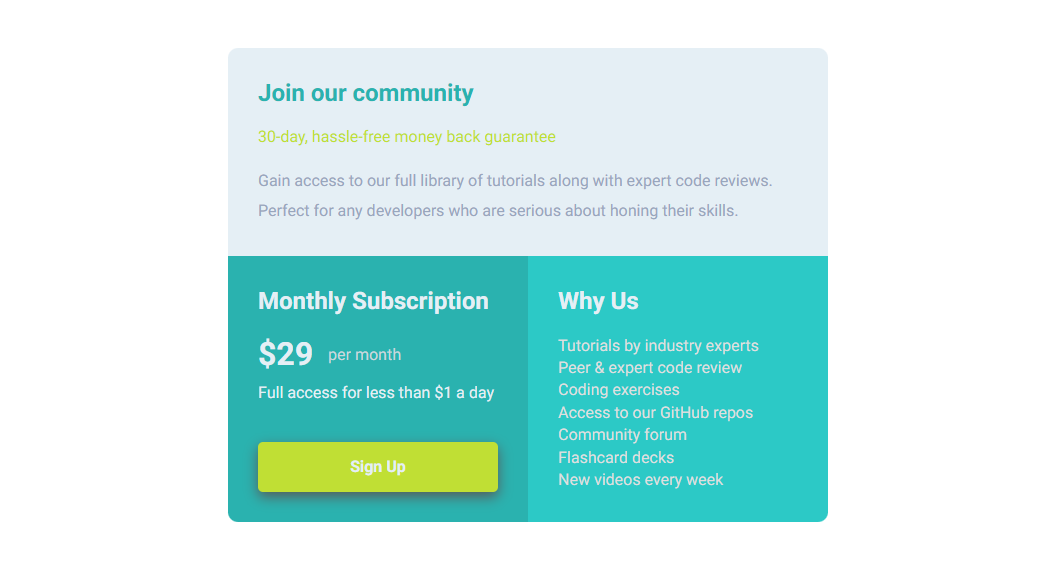 Join our community
30-day, hassle-free money back guarantee
Gain access to our full library of tutorials along with expert code reviews.
Perfect for any developers who are serious about honing their skills.
Monthly Subscription
$29 per month
Full access for less than $1 a day
Sign Up
Why Us
Tutorials by industry experts
Peer & expert code review
Coding exercises
Access to our GitHub repos
Community forum
Flashcard decks
New videos every week